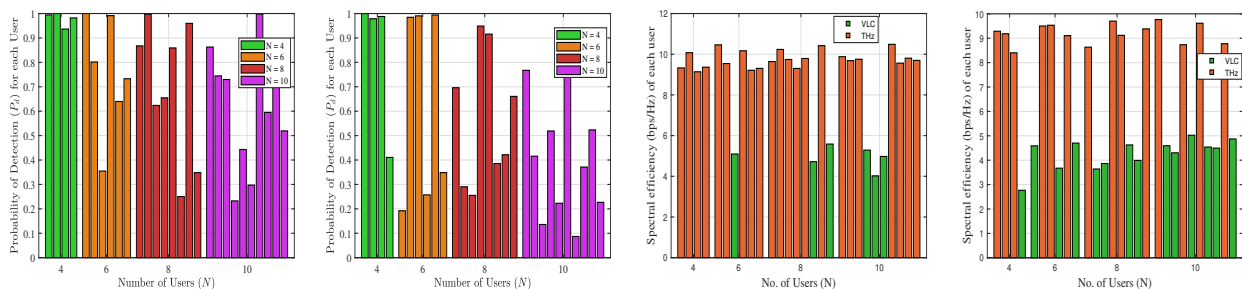 Probability of Detection (P_d) for each User
1
0.9
0.8
0.7
0.6
0.5
0.4
0.3
0.2
0.1
0
N = 4
N = 6
N = 8
N = 10
4 6 8 10
Number of Users (N)
Probability of Detection (P_d) for each User
1
0.9
0.8
0.7
0.6
0.5
0.4
0.3
0.2
0.1
0
N = 4
N = 6
N = 8
N = 10
4 6 8 10
Number of Users (N)
Spectral efficiency (bps/Hz) of each user
12
10
8
6
4
2
0
VLC
THz
4 6 8 10
No. of Users (N)
Spectral efficiency (bps/Hz) of each user
10
9
8
7
6
5
4
3
2
1
0
VLC
THz
4 6 8 10
No. of Users (N)